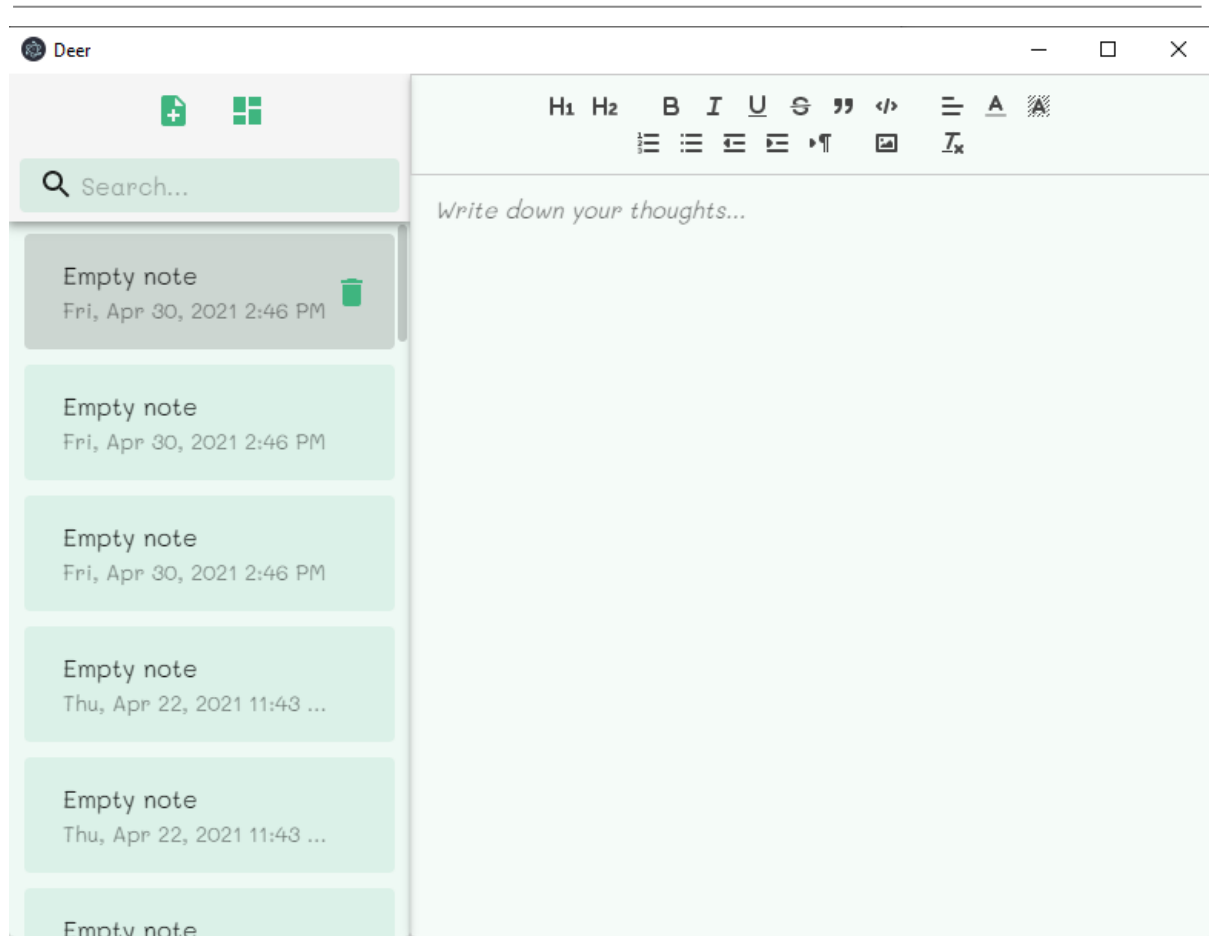 Deer
H1 H2 B I U S
Search...
Write down your thoughts...
Empty note
Fri, Apr 30, 2021 2:46 PM
Empty note
Fri, Apr 30, 2021 2:46 PM
Empty note
Fri, Apr 30, 2021 2:46 PM
Empty note
Thu, Apr 22, 2021 11:43 ...
Empty note
Thu, Apr 22, 2021 11:43 ...
Empty note